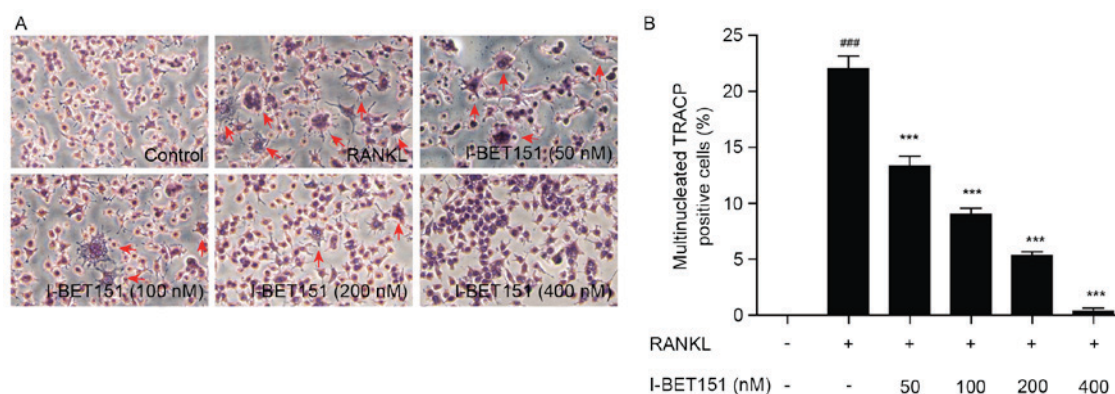 A
Control
RANKL
I-BET151 (50 nM)
I-BET151 (100 nM)
I-BET151 (200 nM)
I-BET151 (400 nM)
B
Multinucleated TRACP
positive cells (%)
25
20
15
10
5
0
###
***
***
***
***
RANKL - + + + + +
I-BET151 (nM) - - 50 100 200 400